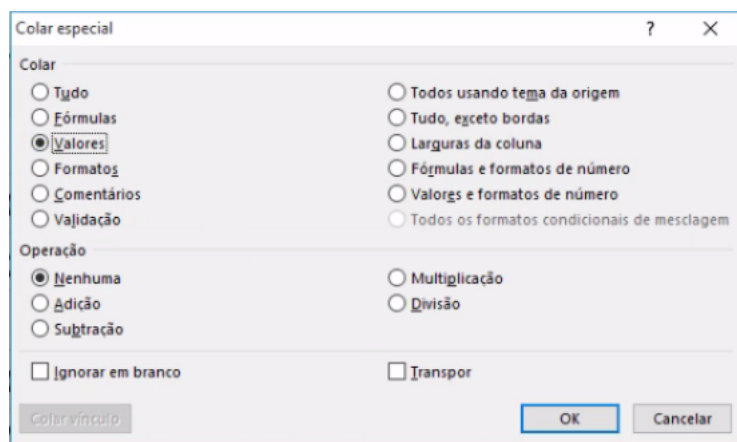 Colar especial ?
Colar
Tudo
Fórmulas
Valores
Formatos
Comentários
Validação
Todos usando tema da origem
Tudo, exceto bordas
Larguras da coluna
Fórmulas e formatos de número
Valores e formatos de número
Todos os formatos condicionais de mesclagem
Operação
Nenhuma
Adição
Subtração
Multiplicação
Divisão
Ignorar em branco
Transpor
Colar vínculo
OK
Cancelar